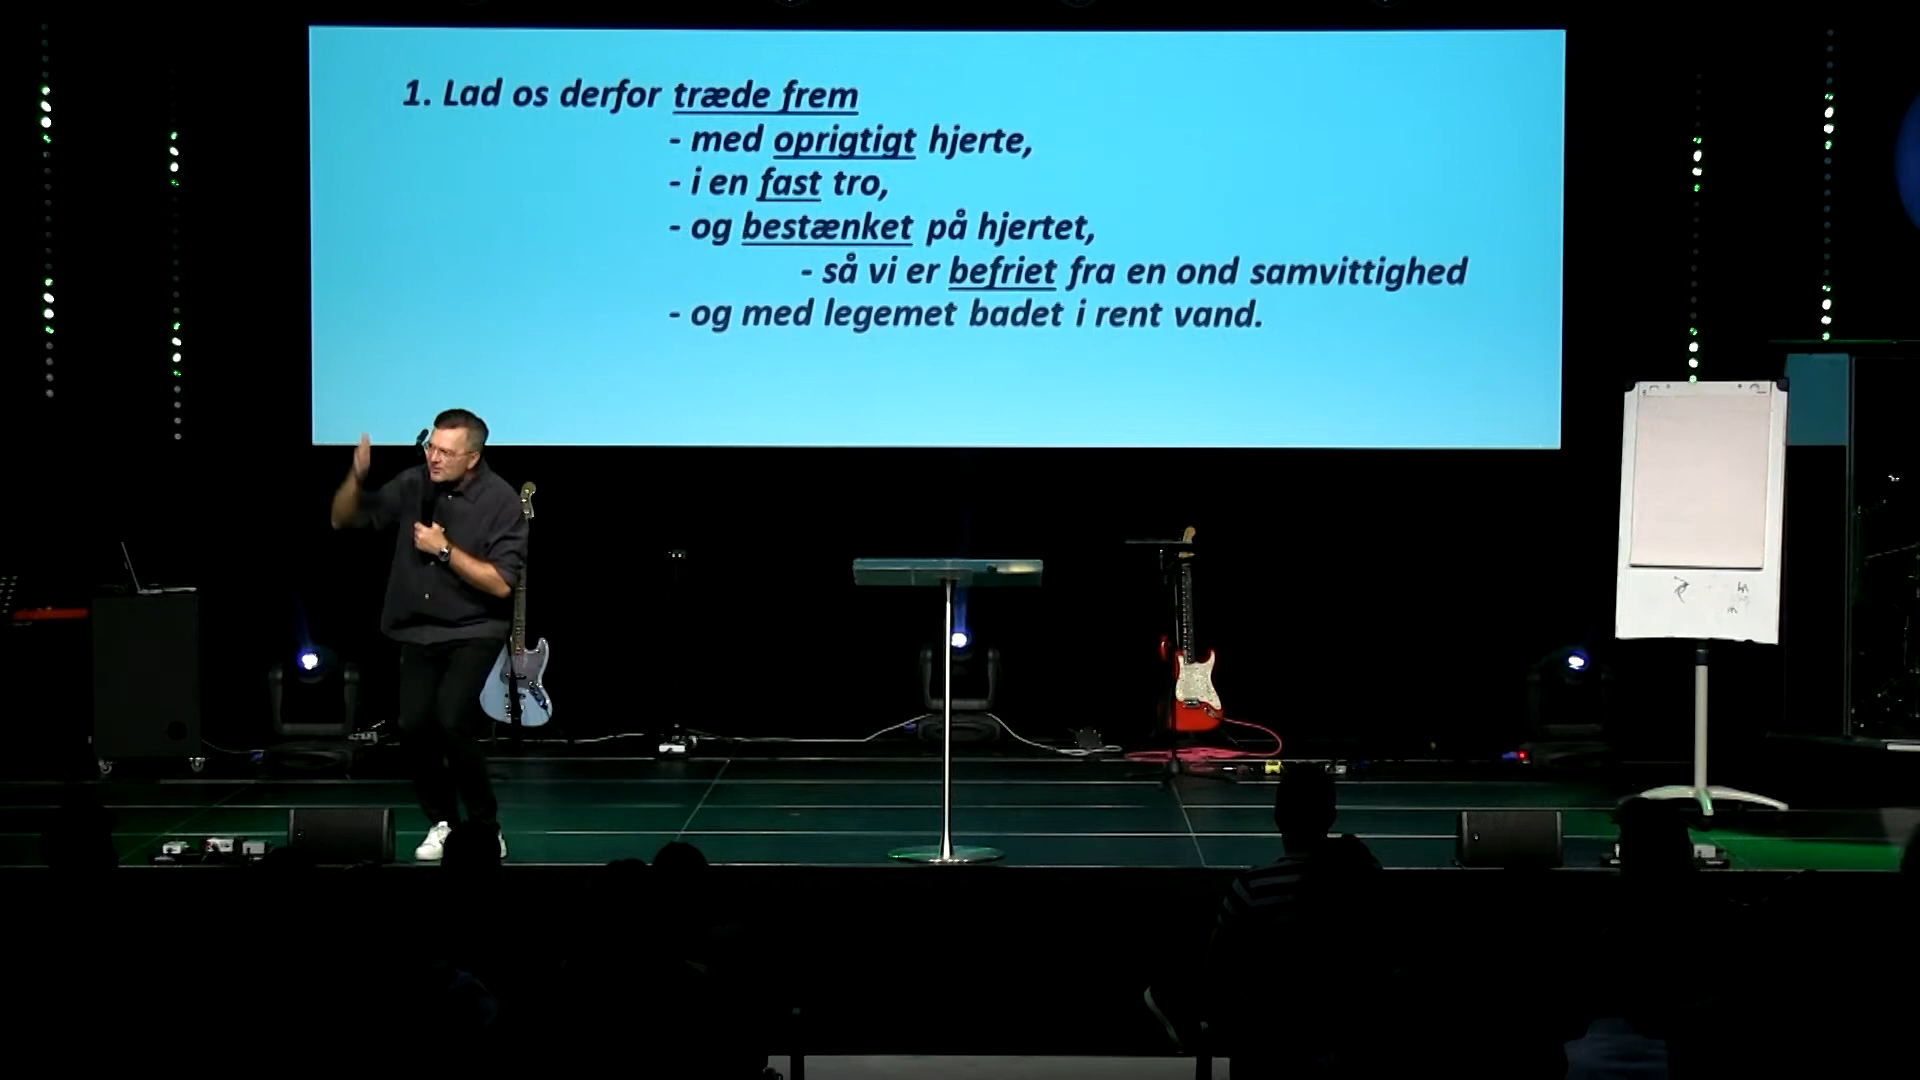 1. Lad os derfor træde frem
- med oprigtigt hjerte,
- i en fast tro,
- og bestænket på hjertet,
- så vi er befriet fra en ond samvittighed
- og med legemet badet i rent vand.